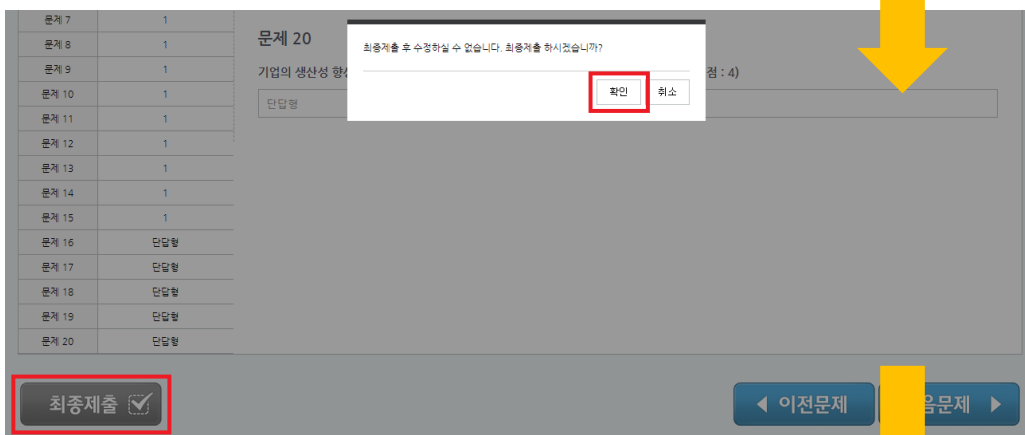 문제 7 1
문제 8 1
문제 9 1
문제 10 1
문제 11 1
문제 12 1
문제 13 1
문제 14 1
문제 15 1
문제 16 단답형
문제 17 단답형
문제 18 단답형
문제 19 단답형
문제 20 단답형
문제 20
기업의 생산성 향
점 : 4)
단답형
최종제출 후 수정하실 수 없습니다. 최종제출 하시겠습니까?
확인 취소
최종제출
이전문제
음문제